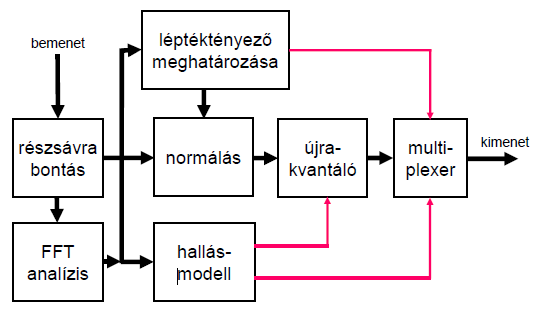 bemenet
léptéktényező
meghatározása
részsávra
bontás
normálás
újra-
kvantáló
multi-
plexer
kimenet
FFT
analízis
hallás-
modell